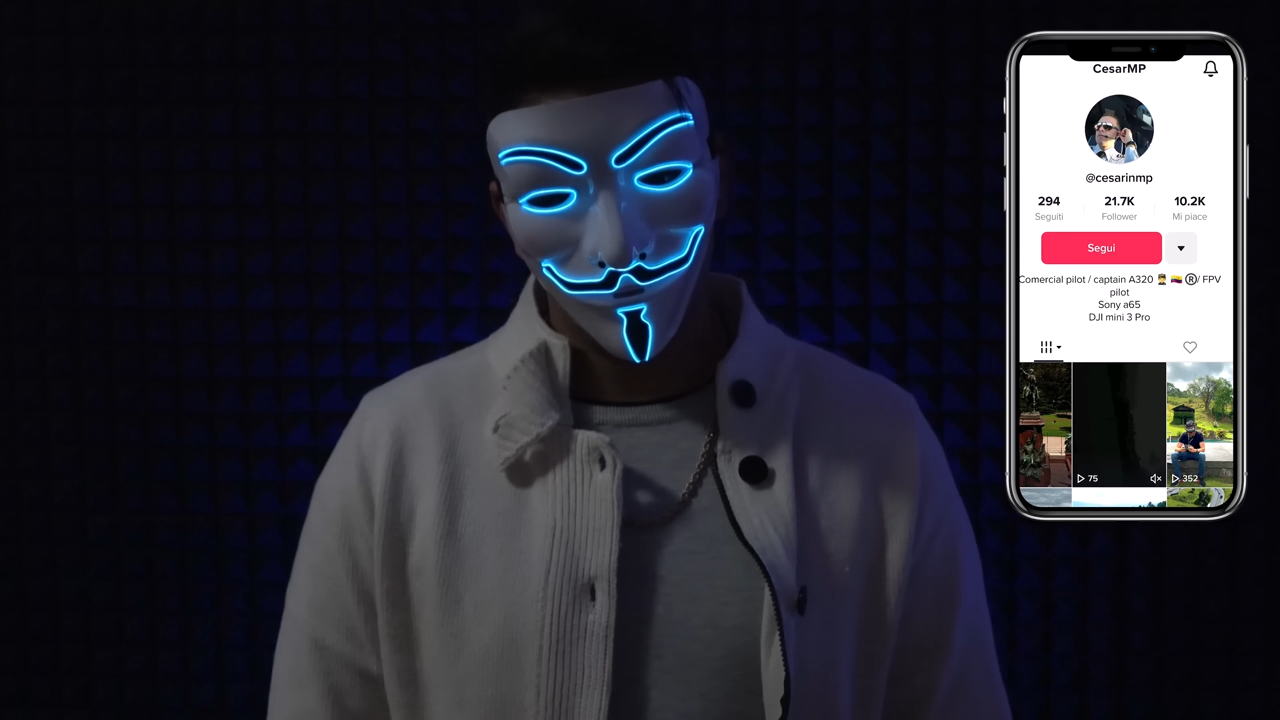 CesarMP
@cesarinmp
294 21.7K 10.2K
Seguiti Follower Mi piace
Segui
Comercial pilot / captain A320 👨‍✈️ 🇨🇴 ®️/ FPV
pilot
Sony a65
DJI mini 3 Pro
75 352